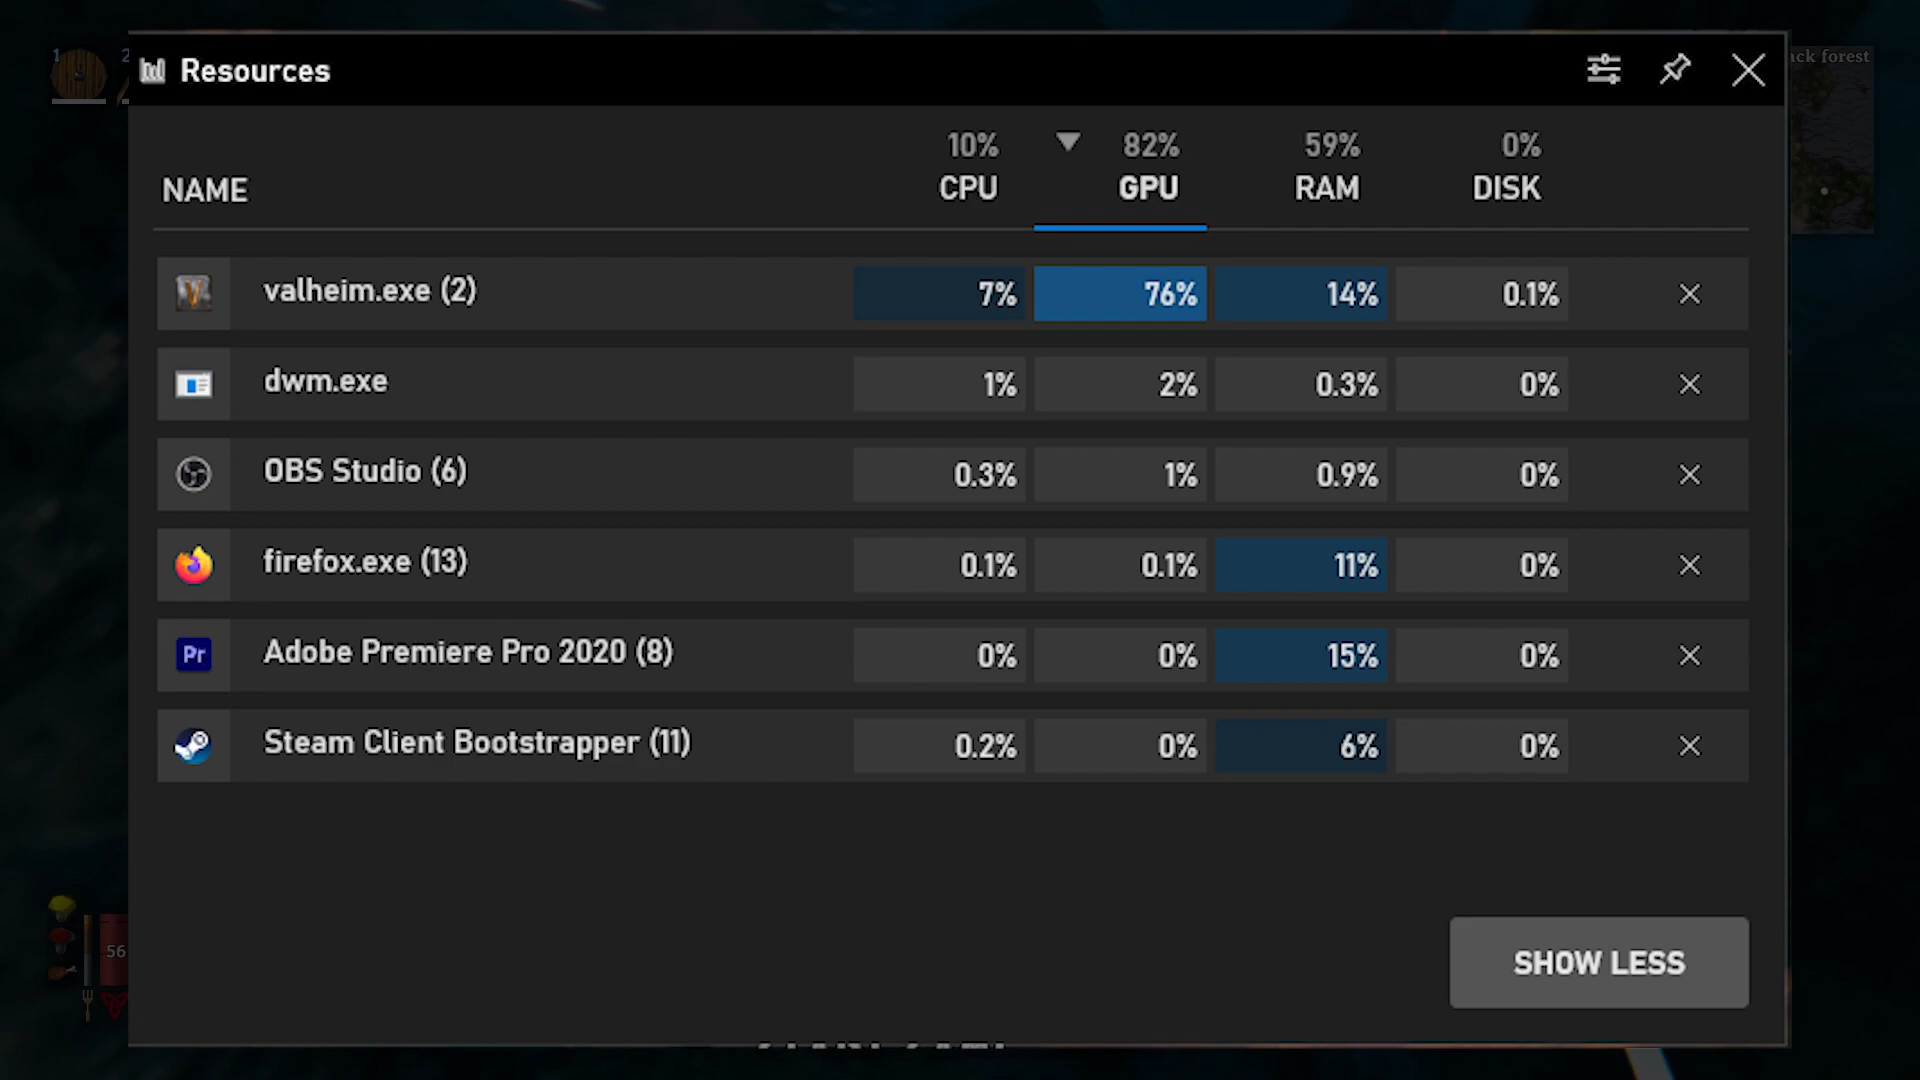 1
2
ck forest
Resources
10% 82% 59% 0%
NAME CPU GPU RAM DISK
valheim.exe (2) 7% 76% 14% 0.1%
dwm.exe 1% 2% 0.3% 0%
OBS Studio (6) 0.3% 1% 0.9% 0%
firefox.exe (13) 0.1% 0.1% 11% 0%
Pr Adobe Premiere Pro 2020 (8) 0% 0% 15% 0%
Steam Client Bootstrapper (11) 0.2% 0% 6% 0%
56
SHOW LESS